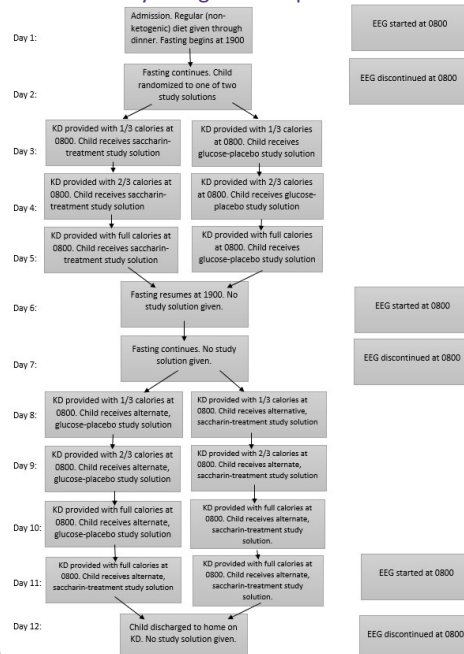 Day 1:
Admission. Regular (non-
ketogenic) diet given through
dinner. Fasting begins at 1900
EEG started at 0800
Day 2:
Fasting continues. Child
randomized to one of two
study solutions
EEG discontinued at 0800
Day 3:
KD provided with 1/3 calories at
0800. Child receives saccharin-
treatment study solution
KD provided with 1/3 calories
at 0800. Child receives
glucose-placebo study solution
Day 4:
KD provided with 2/3 calories at
0800. Child receives saccharin-
treatment study solution
KD provided with 2/3 calories
at 0800. Child receives glucose-
placebo study solution
Day 5:
KD provided with full calories at
0800. Child receives saccharin-
treatment study solution
KD provided with full calories
at 0800. Child receives
glucose-placebo study solution
Day 6:
Fasting resumes at 1900. No
study solution given.
EEG started at 0800
Day 7:
Fasting continues. No study
solution given.
EEG discontinued at 0800
Day 8:
KD provided with 1/3 calories at
0800. Child receives alternate,
glucose-placebo study solution
KD provided with 1/3 calories at
0800. Child receives alternative,
saccharin-treatment study solution
Day 9:
KD provided with 2/3 calories at
0800. Child receives alternate,
glucose-placebo study solution
KD provided with 2/3 calories at
0800. Child receives alternate,
saccharin-treatment study solution
Day 10:
KD provided with full calories at
0800. Child receives alternate,
glucose-placebo study solution
KD provided with full calories at
0800. Child receives alternate,
saccharin-treatment study
solution.
Day 11:
KD provided with full calories at
0800. Child receives alternate,
saccharin-treatment study solution
KD provided with full calories at
0800. Child receives alternate,
saccharin-treatment study
solution.
EEG started at 0800
Day 12:
Child discharged to home on
KD. No study solution given.
EEG discontinued at 0800